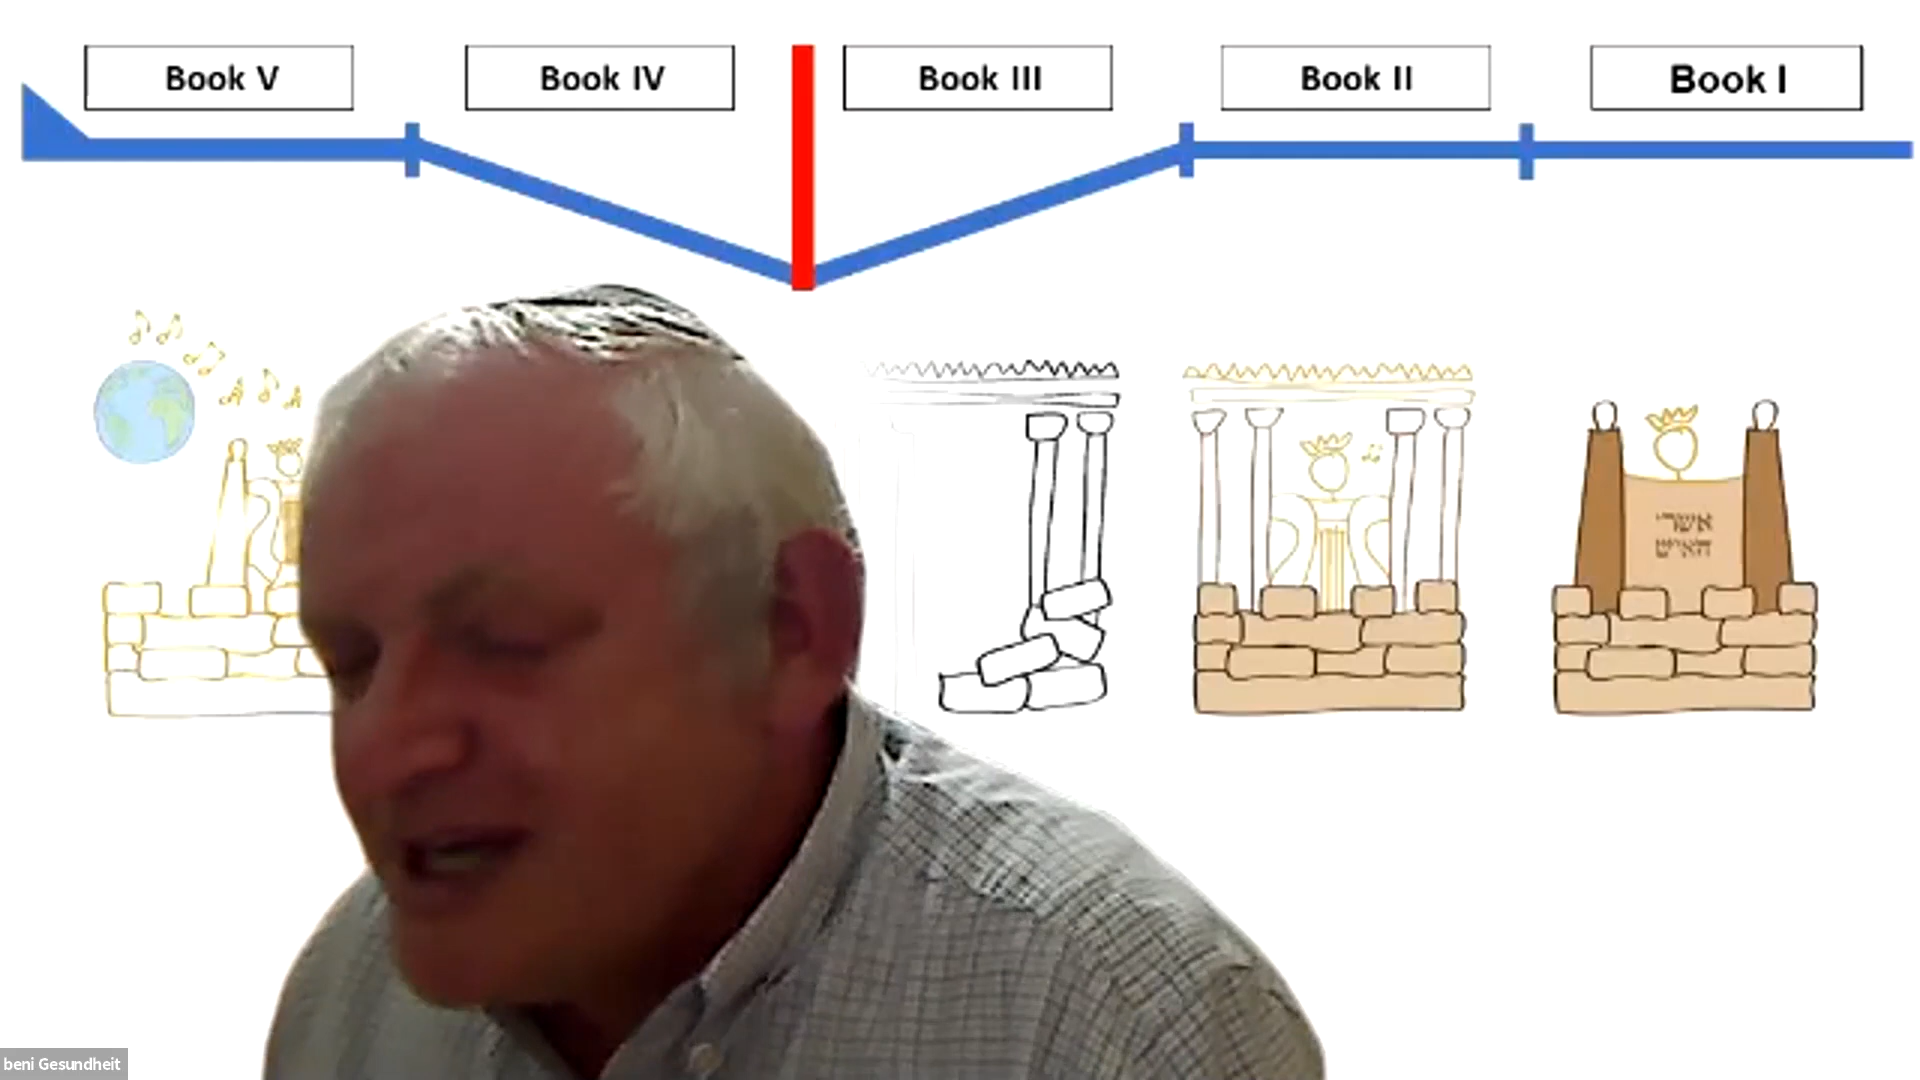 Book V
Book IV
Book III
Book II
Book I
אשרי
האיש
beni Gesundheit